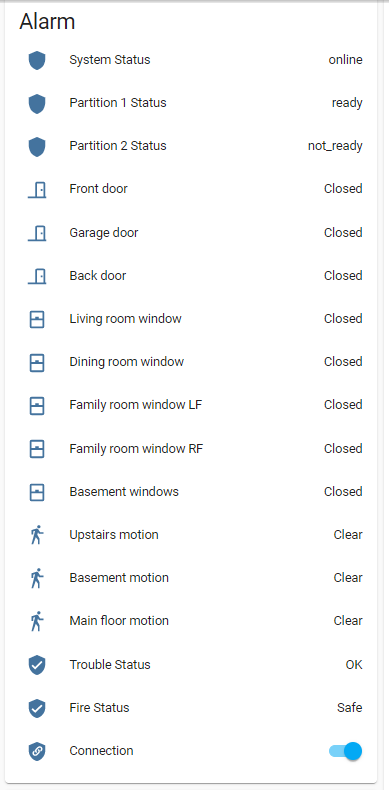 Alarm
System Status online
Partition 1 Status ready
Partition 2 Status not_ready
Front door Closed
Garage door Closed
Back door Closed
Living room window Closed
Dining room window Closed
Family room window LF Closed
Family room window RF Closed
Basement windows Closed
Upstairs motion Clear
Basement motion Clear
Main floor motion Clear
Trouble Status OK
Fire Status Safe
Connection